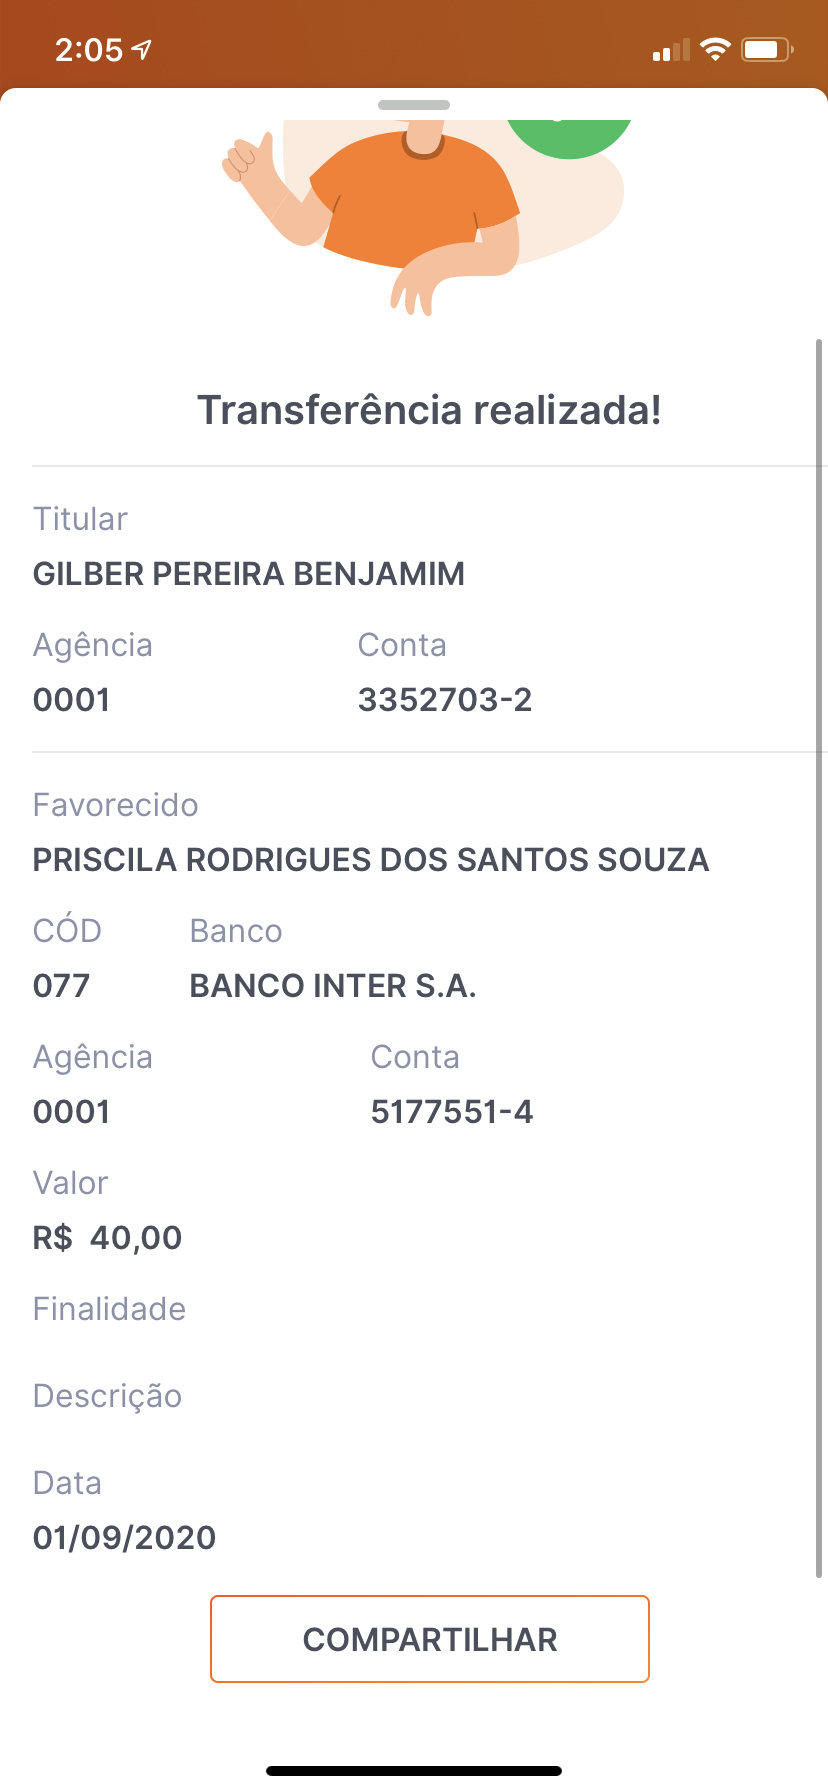 2:05
Transferência realizada!
Titular
GILBER PEREIRA BENJAMIM
Agência Conta
0001 3352703-2
Favorecido
PRISCILA RODRIGUES DOS SANTOS SOUZA
CÓD Banco
077 BANCO INTER S.A.
Agência Conta
0001 5177551-4
Valor
R$ 40,00
Finalidade
Descrição
Data
01/09/2020
COMPARTILHAR